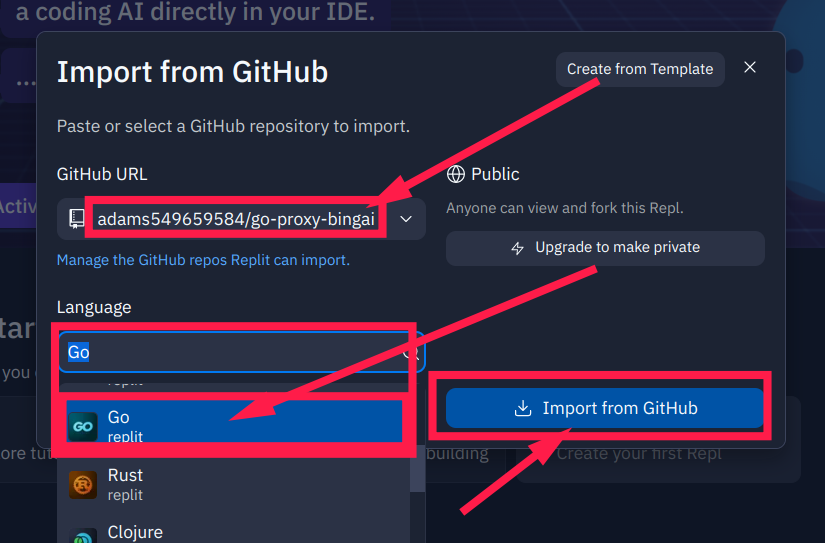 a coding AI directly in your IDE.
...
Import from GitHub
Create from Template
Paste or select a GitHub repository to import.
GitHub URL
Public
adams549659584/go-proxy-bingai
Anyone can view and fork this Repl.
Activ
Upgrade to make private
Manage the GitHub repos Replit can import.
Language
tar
Go
you
replit
Import from GitHub
GO
Go
replit
ore tut
building
Create your first Repl
Rust
replit
Clojure